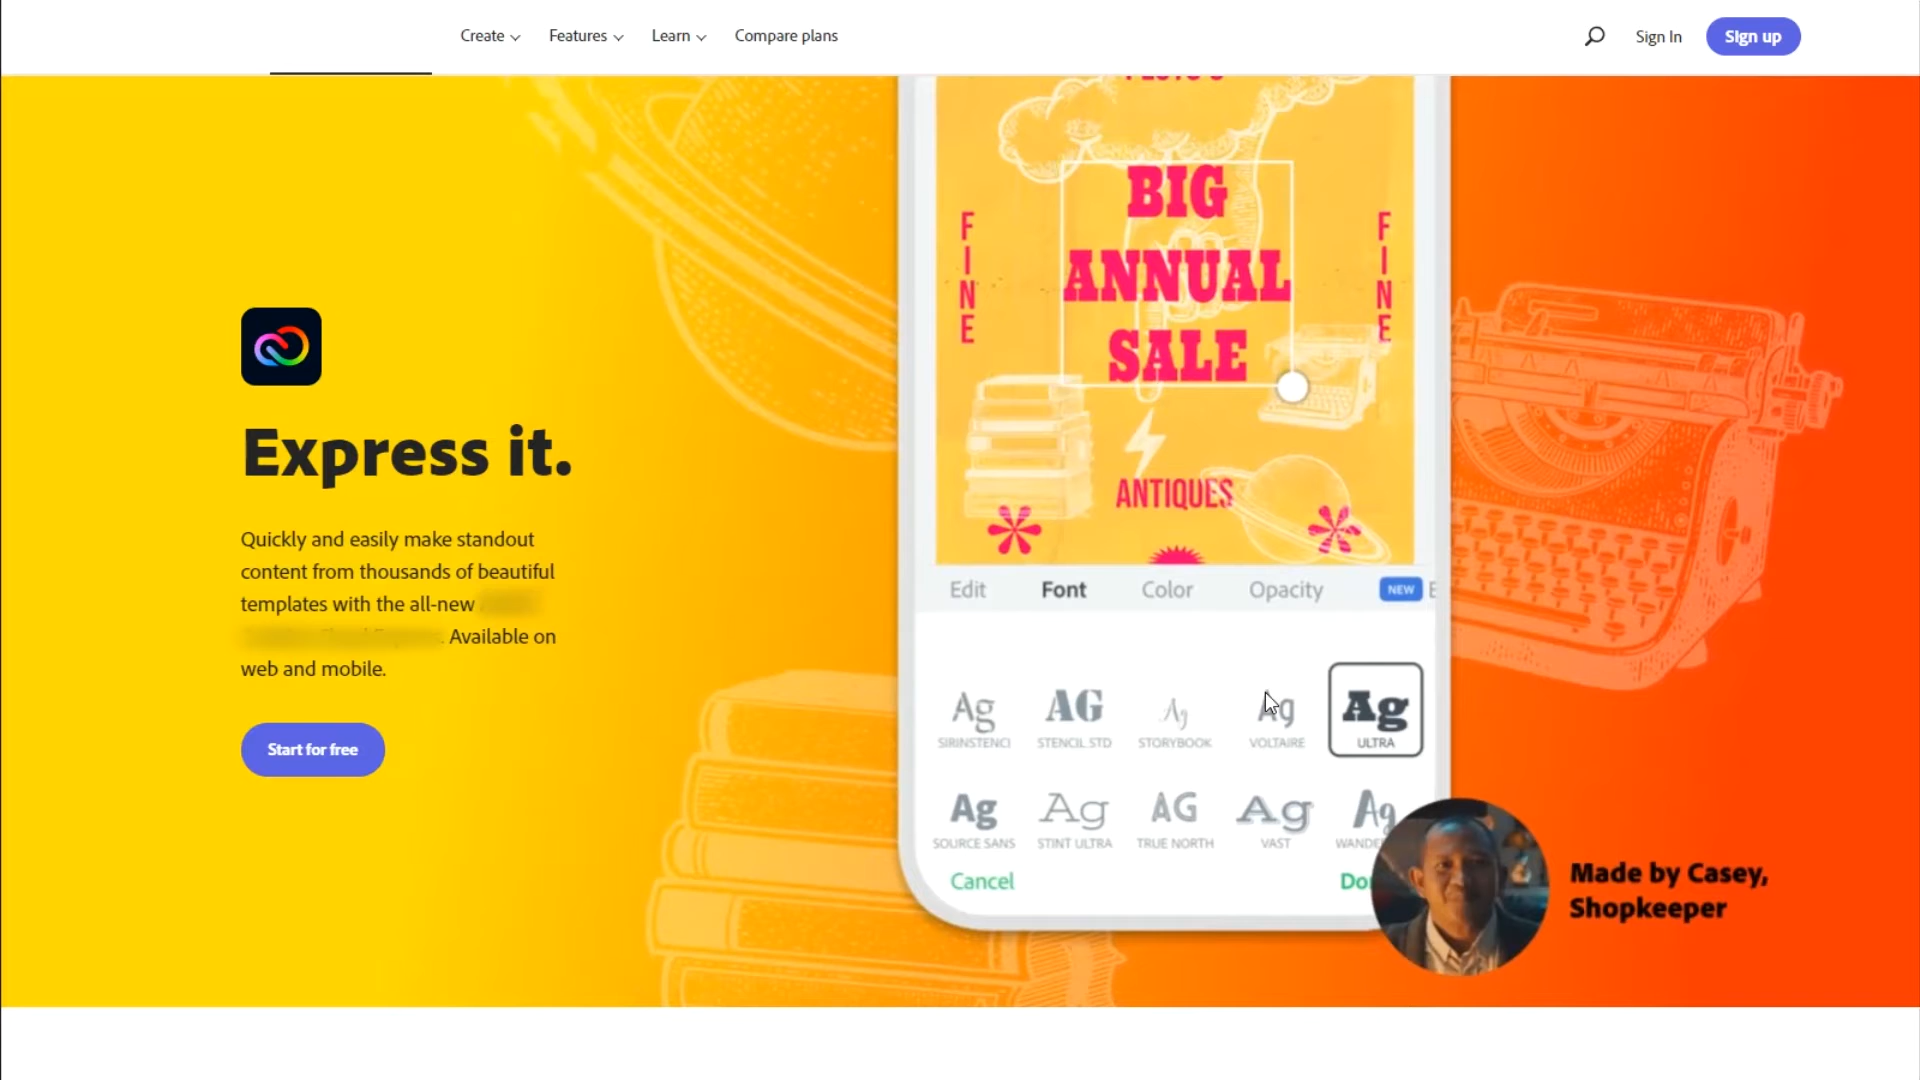 Create
Features
Learn
Compare plans
Sign In
Sign up
BIG
ANNUAL
SALE
FINE
FINE
ANTIQUES
Express it.
Quickly and easily make standout
content from thousands of beautiful
templates with the all-new
. Available on
web and mobile.
Start for free
Edit
Font
Color
Opacity
NEW
Ag
SIRINSTENCI
AG
STENCIL STD
Ag
STORYBOOK
Ag
VOLTAIRE
Ag
ULTRA
Ag
SOURCE SANS
Ag
STINT ULTRA
AG
TRUE NORTH
Ag
VAST
Ag
Cancel
Made by Casey,
Shopkeeper